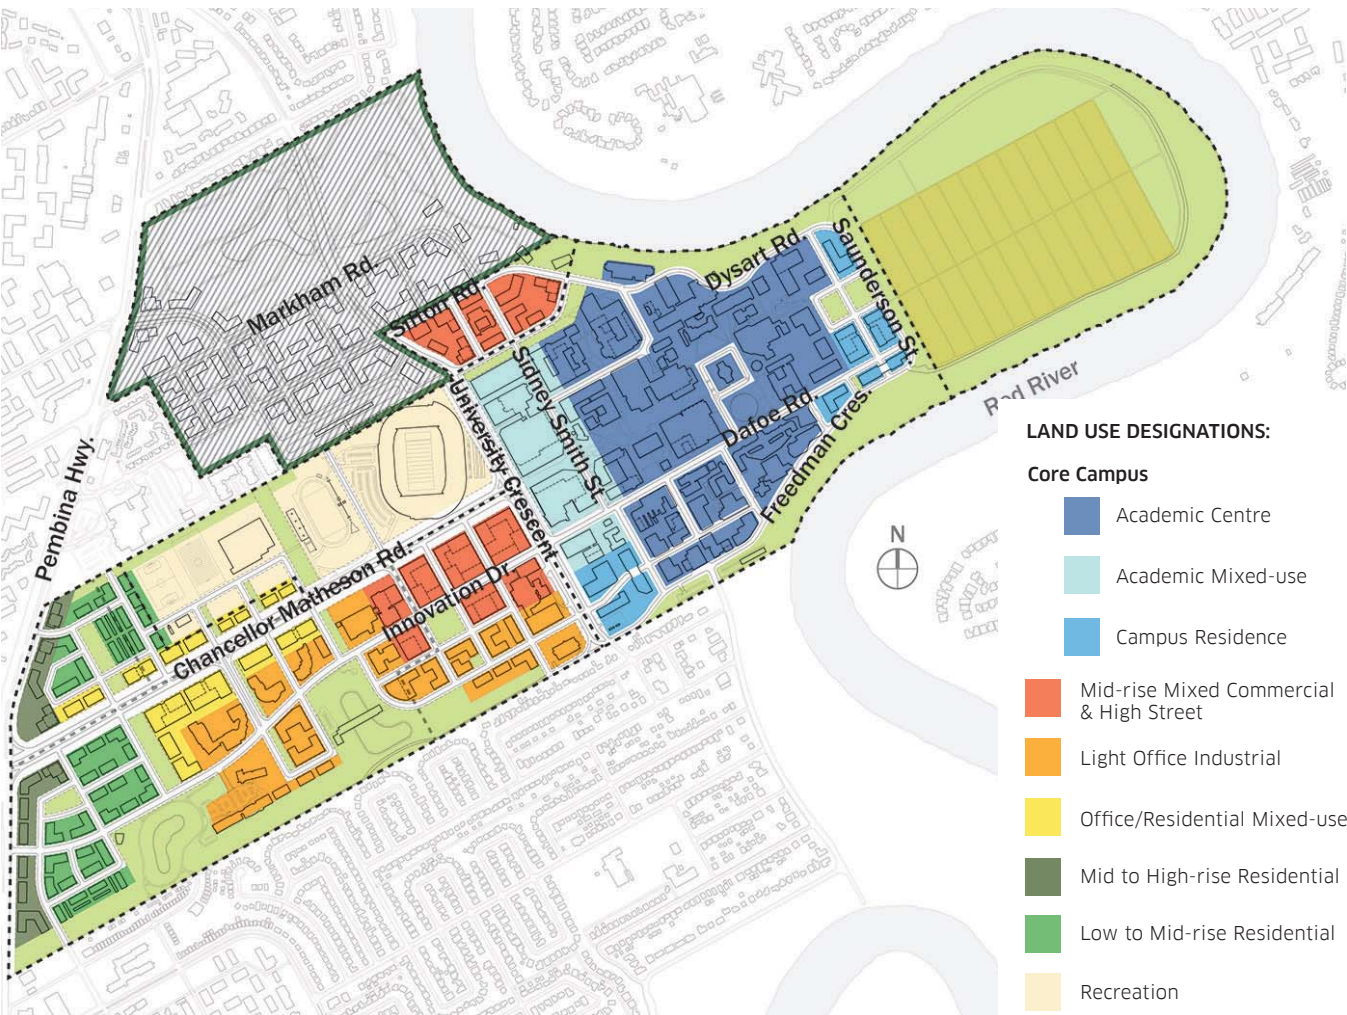 Markham Rd.
Sifton Rd.
Dysart Rd.
Saunderson St.
Sidney Smith St.
University Crescent
Dafoe Rd.
Freedman Cres.
Red River
Pembina Hwy.
Chancellor Matheson Rd.
Innovation Dr.
N
LAND USE DESIGNATIONS:
Core Campus
Academic Centre
Academic Mixed-use
Campus Residence
Mid-rise Mixed Commercial
& High Street
Light Office Industrial
Office/Residential Mixed-use
Mid to High-rise Residential
Low to Mid-rise Residential
Recreation